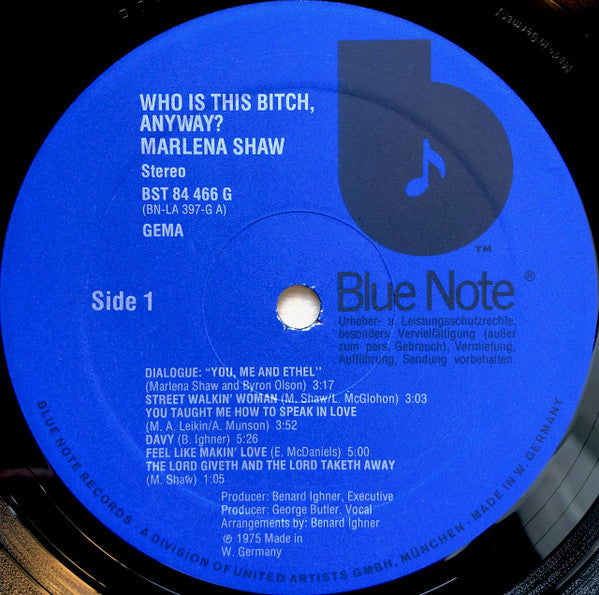 Made in Germany
WHO IS THIS BITCH,
ANYWAY?
MARLENA SHAW
Stereo
BST 84 466 G
(BN-LA 397-G A)
GEMA
TM
Side 1
Blue Note®
Urheber- u. Leistungsschutzrechte,
besonders Vervielfältigung (außer
zum pers. Gebrauch), Vermietung,
Aufführung, Sendung vorbehalten.
DIALOGUE: "YOU, ME AND ETHEL"
(Marlena Shaw and Byron Olson) 3:17
STREET WALKIN' WOMAN (M. Shaw/L. McGlohon) 3:03
YOU TAUGHT ME HOW TO SPEAK IN LOVE
(M. A. Leikin/A. Munson) 3:52
DAVY (B. Ighner) 5:26
FEEL LIKE MAKIN' LOVE (E. McDaniels) 5:00
THE LORD GIVETH AND THE LORD TAKETH AWAY
(M. Shaw) 1:05
Producer: Benard Ighner, Executive
Producer: George Butler, Vocal
Arrangements by: Benard Ighner
℗ 1975 Made in
W. Germany
BLUE NOTE RECORDS · A DIVISION OF UNITED ARTISTS GMBH, MÜNCHEN · MADE IN W. GERMANY